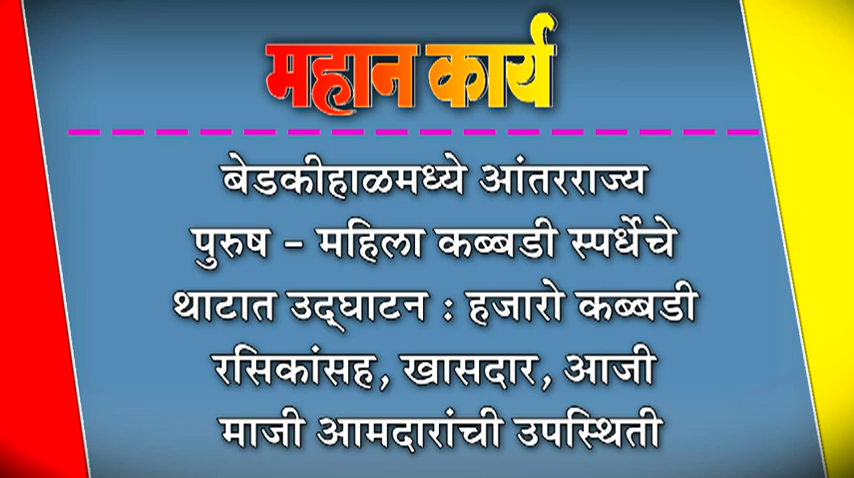 महान कार्य
बेडकीहाळमध्ये आंतरराज्य
पुरुष - महिला कब्बडी स्पर्धेचे
थाटात उद्घाटन : हजारो कब्बडी
रसिकांसह, खासदार, आजी
माजी आमदारांची उपस्थिती